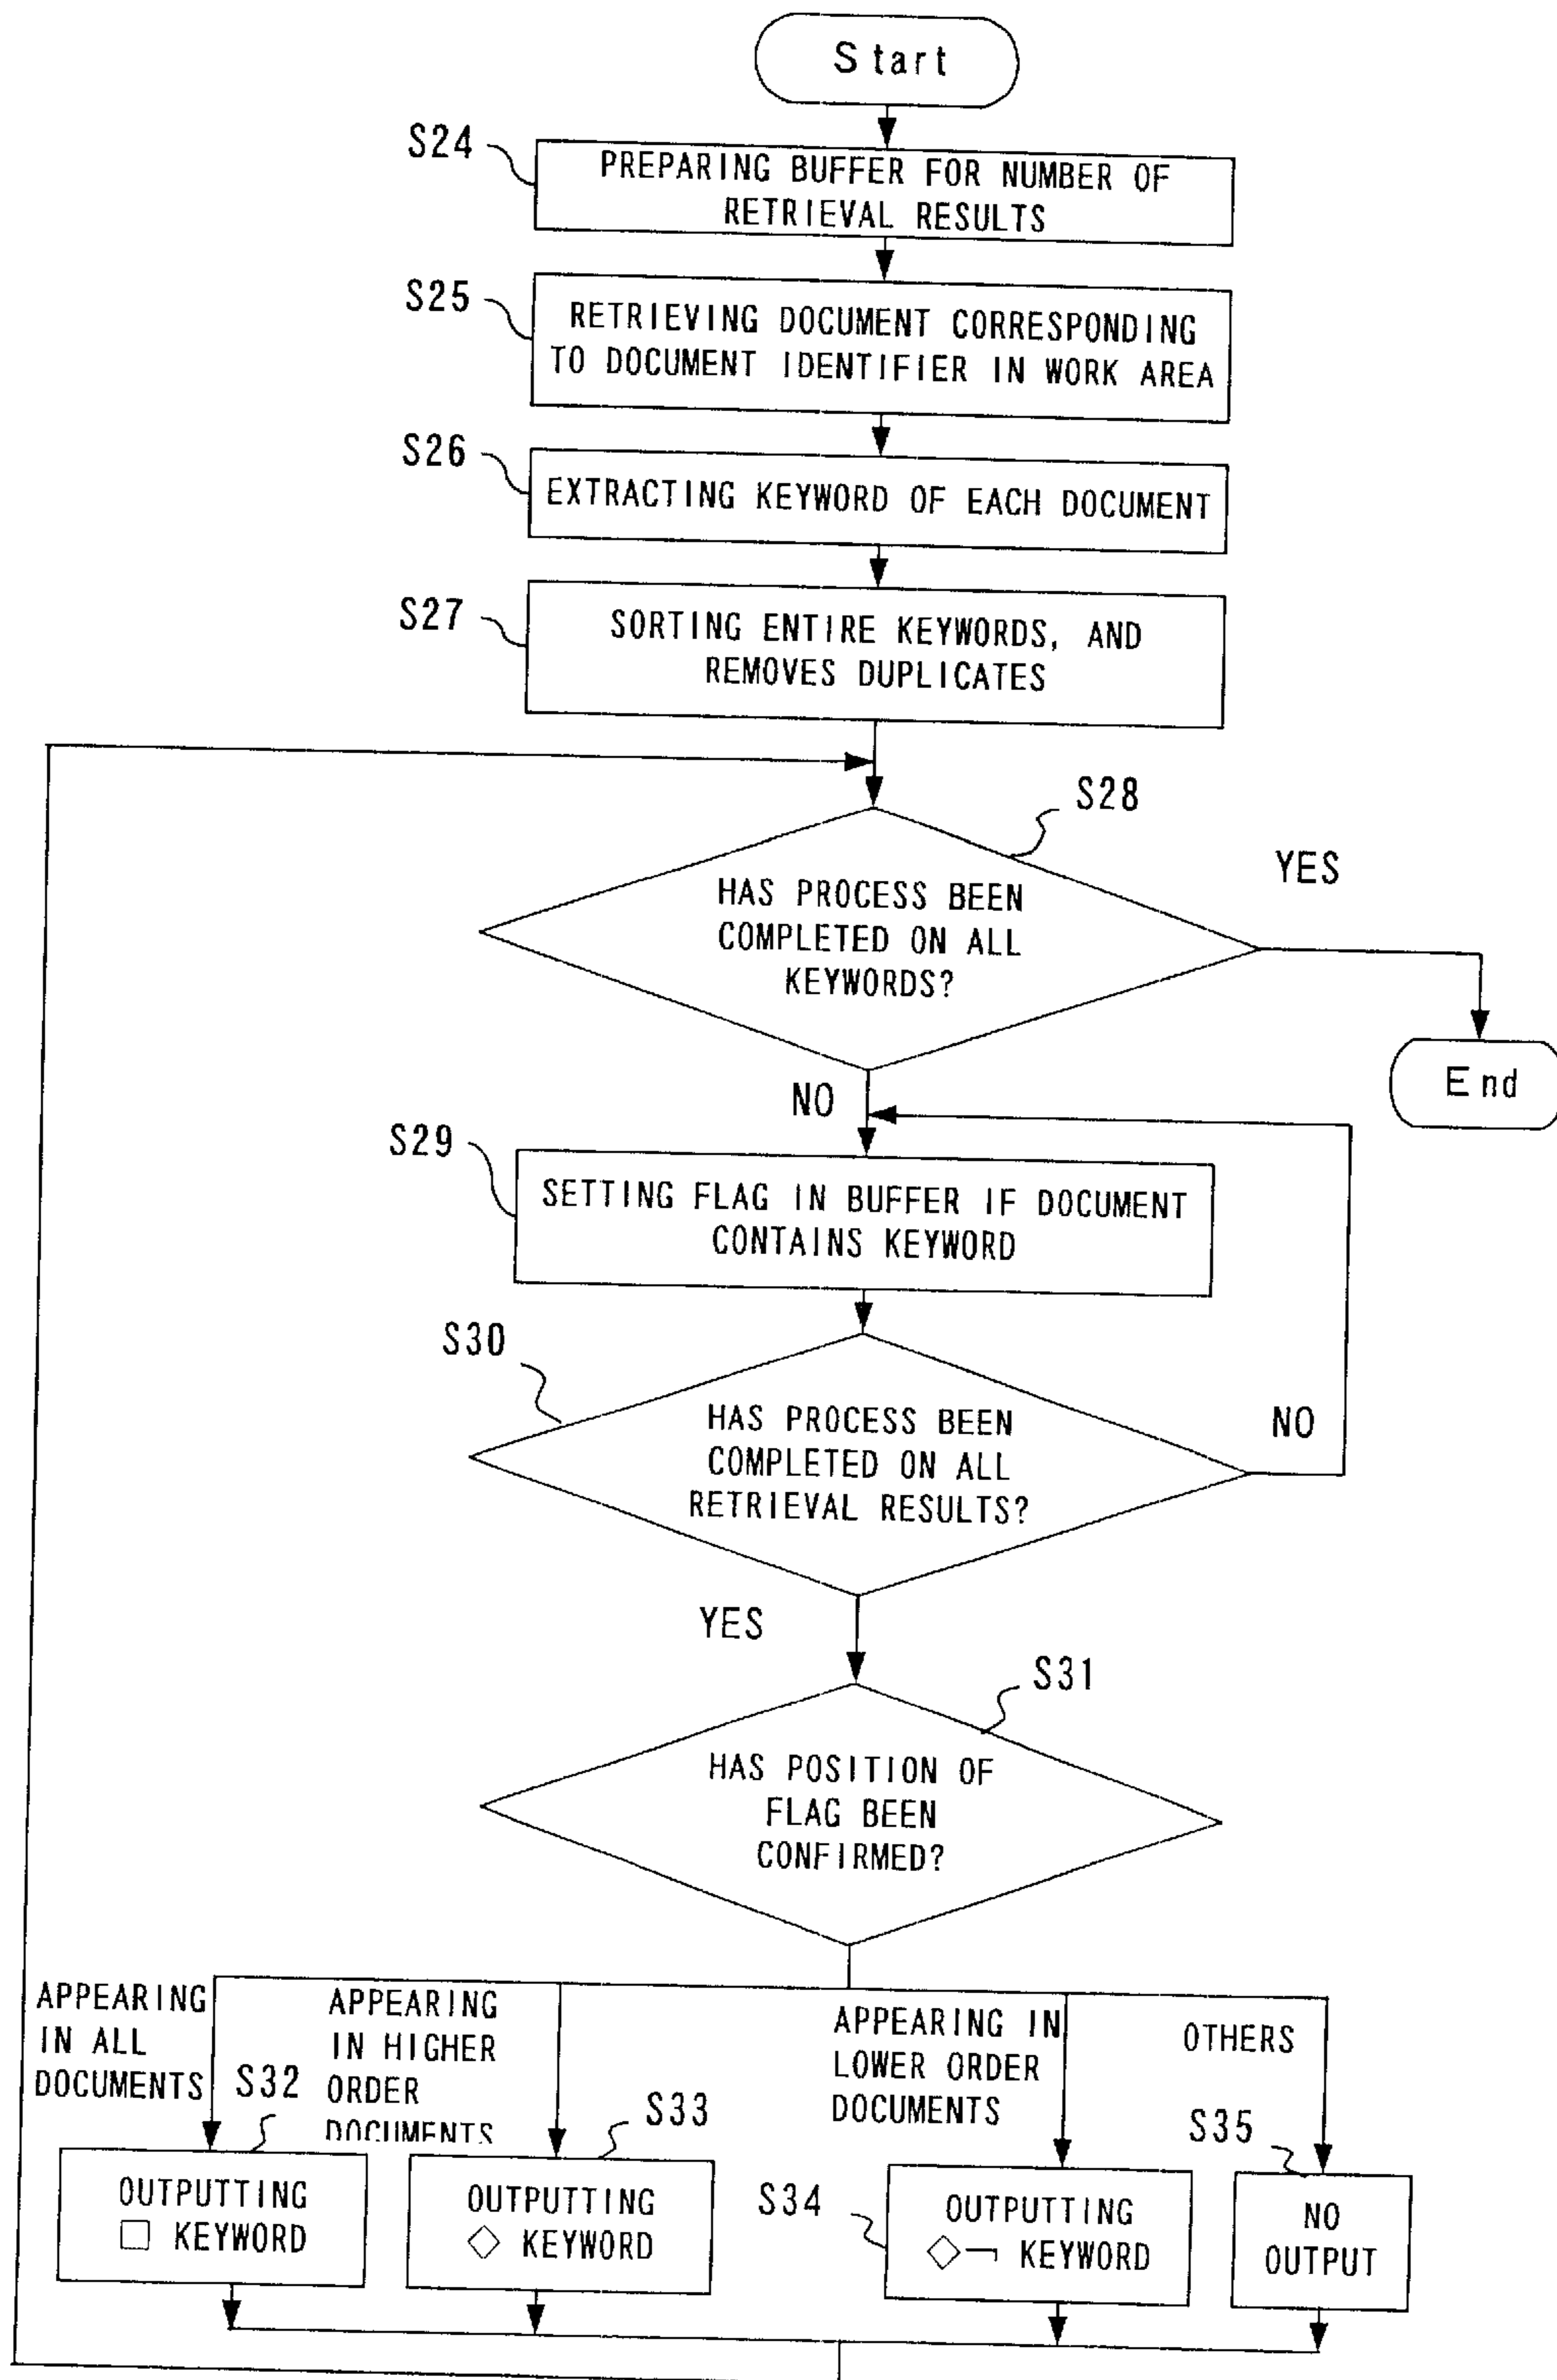 Start
S24
PREPARING BUFFER FOR NUMBER OF
RETRIEVAL RESULTS
S25
RETRIEVING DOCUMENT CORRESPONDING
TO DOCUMENT IDENTIFIER IN WORK AREA
S26
EXTRACTING KEYWORD OF EACH DOCUMENT
S27
SORTING ENTIRE KEYWORDS, AND
REMOVES DUPLICATES
S28
YES
HAS PROCESS BEEN
COMPLETED ON ALL
KEYWORDS?
End
NO
S29
SETTING FLAG IN BUFFER IF DOCUMENT
CONTAINS KEYWORD
S30
NO
HAS PROCESS BEEN
COMPLETED ON ALL
RETRIEVAL RESULTS?
YES
S31
HAS POSITION OF
FLAG BEEN
CONFIRMED?
APPEARING
IN ALL
DOCUMENTS
S32
APPEARING
IN HIGHER
ORDER
DOCUMENTS
S33
APPEARING IN
LOWER ORDER
DOCUMENTS
S34
OTHERS
S35
OUTPUTTING
□ KEYWORD
OUTPUTTING
◇ KEYWORD
OUTPUTTING
◇¬ KEYWORD
NO
OUTPUT